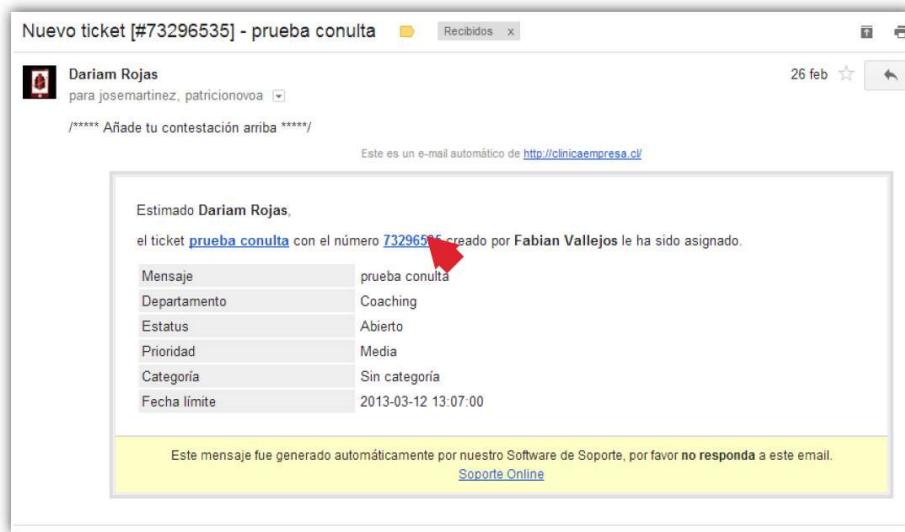 Nuevo ticket [#73296535] - prueba conulta Recibidos x
Dariam Rojas 26 feb
para josemartinez, patricionovoa
/***** Añade tu contestación arriba *****/
Este es un e-mail automático de http://clinicaempresa.cl/
Estimado Dariam Rojas,
el ticket prueba conulta con el número 73296535 creado por Fabian Vallejos le ha sido asignado.
Mensaje prueba conulta
Departamento Coaching
Estatus Abierto
Prioridad Media
Categoría Sin categoría
Fecha límite 2013-03-12 13:07:00
Este mensaje fue generado automáticamente por nuestro Software de Soporte, por favor no responda a este email.
Soporte Online